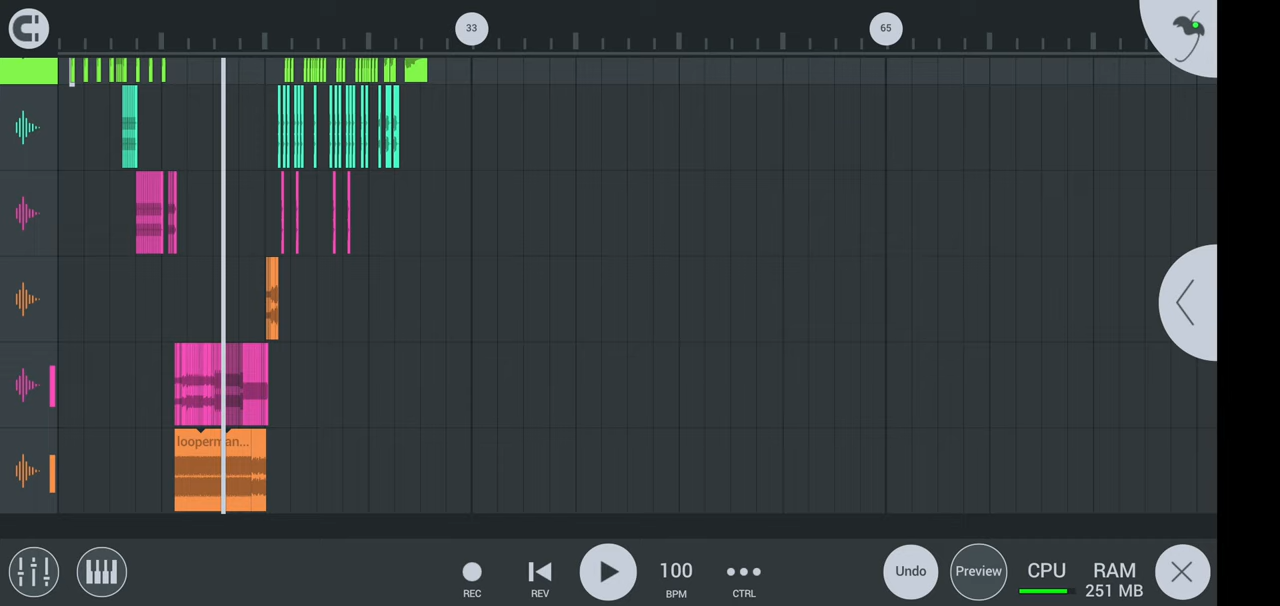 33
65
looperman...
100
BPM
REC
REV
CTRL
Undo
Preview
CPU
RAM
251 MB